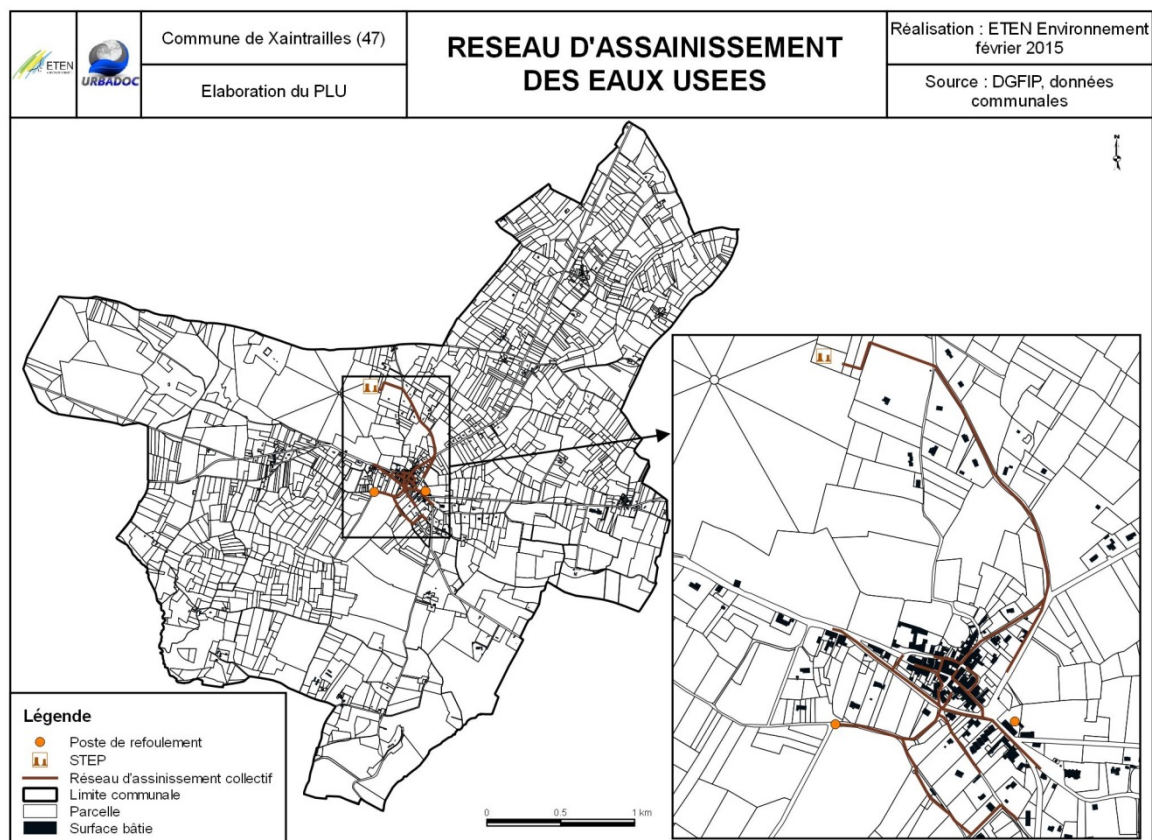 ETEN
ENVIRONNEMENT
URBADOC
Commune de Xaintrailles (47)
Elaboration du PLU
RESEAU D'ASSAINISSEMENT
DES EAUX USEES
Réalisation : ETEN Environnement
février 2015
Source : DGFIP, données
communales
N
Légende
Poste de refoulement
STEP
Réseau d'assinissement collectif
Limite communale
Parcelle
Surface bâtie
0 0.5 1 km